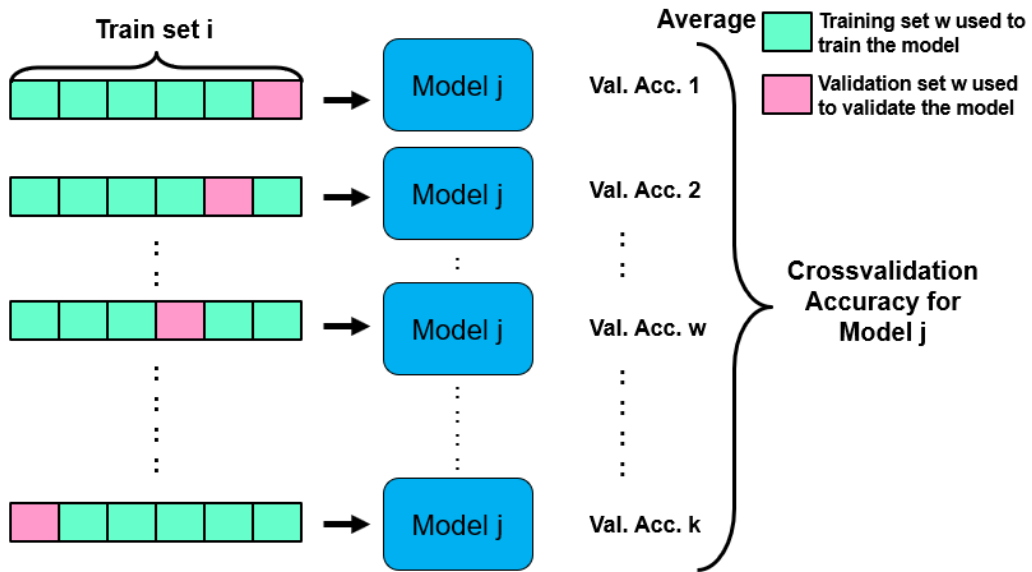 Train set i
Average
Training set w used to
train the model
Validation set w used
to validate the model
Model j
Val. Acc. 1
Model j
Val. Acc. 2
Model j
Val. Acc. w
Crossvalidation
Accuracy for
Model j
Model j
Val. Acc. k